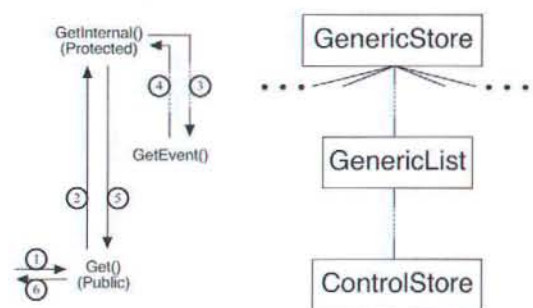 GetInternal()
(Protected)
4
3
GetEvent()
2
5
1
6
Get()
(Public)
GenericStore
GenericList
ControlStore